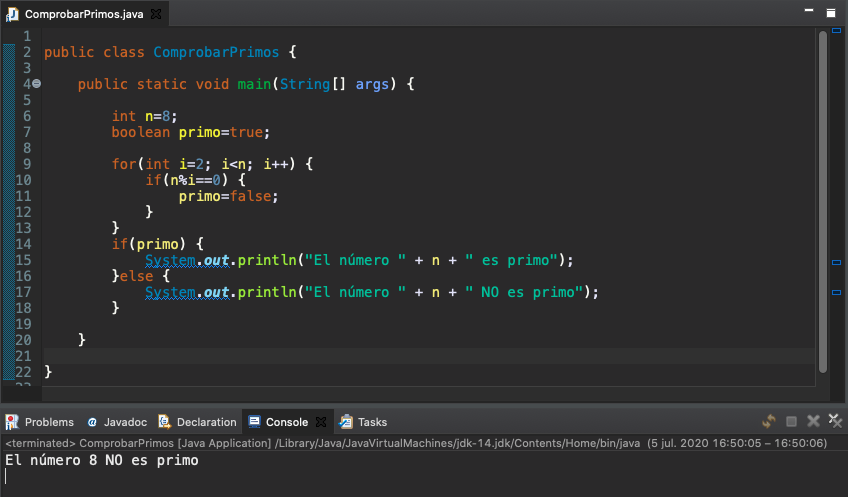 ComprobarPrimos.java
1
2 public class ComprobarPrimos {
3
4 public static void main(String[] args) {
5
6 int n=8;
7 boolean primo=true;
8
9 for(int i=2; i<n; i++) {
10 if(n%i==0) {
11 primo=false;
12 }
13 }
14 if(primo) {
15 System.out.println("El número " + n + " es primo");
16 }else {
17 System.out.println("El número " + n + " NO es primo");
18 }
19
20 }
21
22 }
23
Problems @ Javadoc Declaration Console Tasks
<terminated> ComprobarPrimos [Java Application] /Library/Java/JavaVirtualMachines/jdk-14.jdk/Contents/Home/bin/java (5 jul. 2020 16:50:05 – 16:50:06)
El número 8 NO es primo